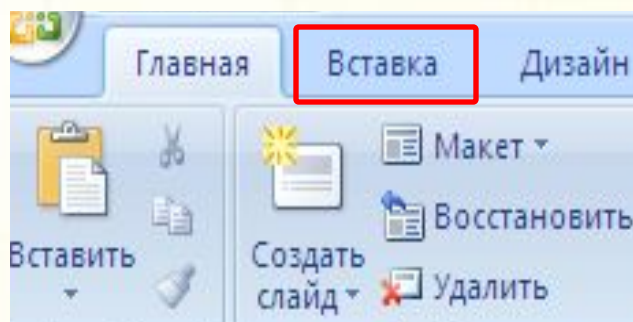 Главная Вставка Дизайн
Макет
Восстановить
Вставить
Создать
слайд
Удалить